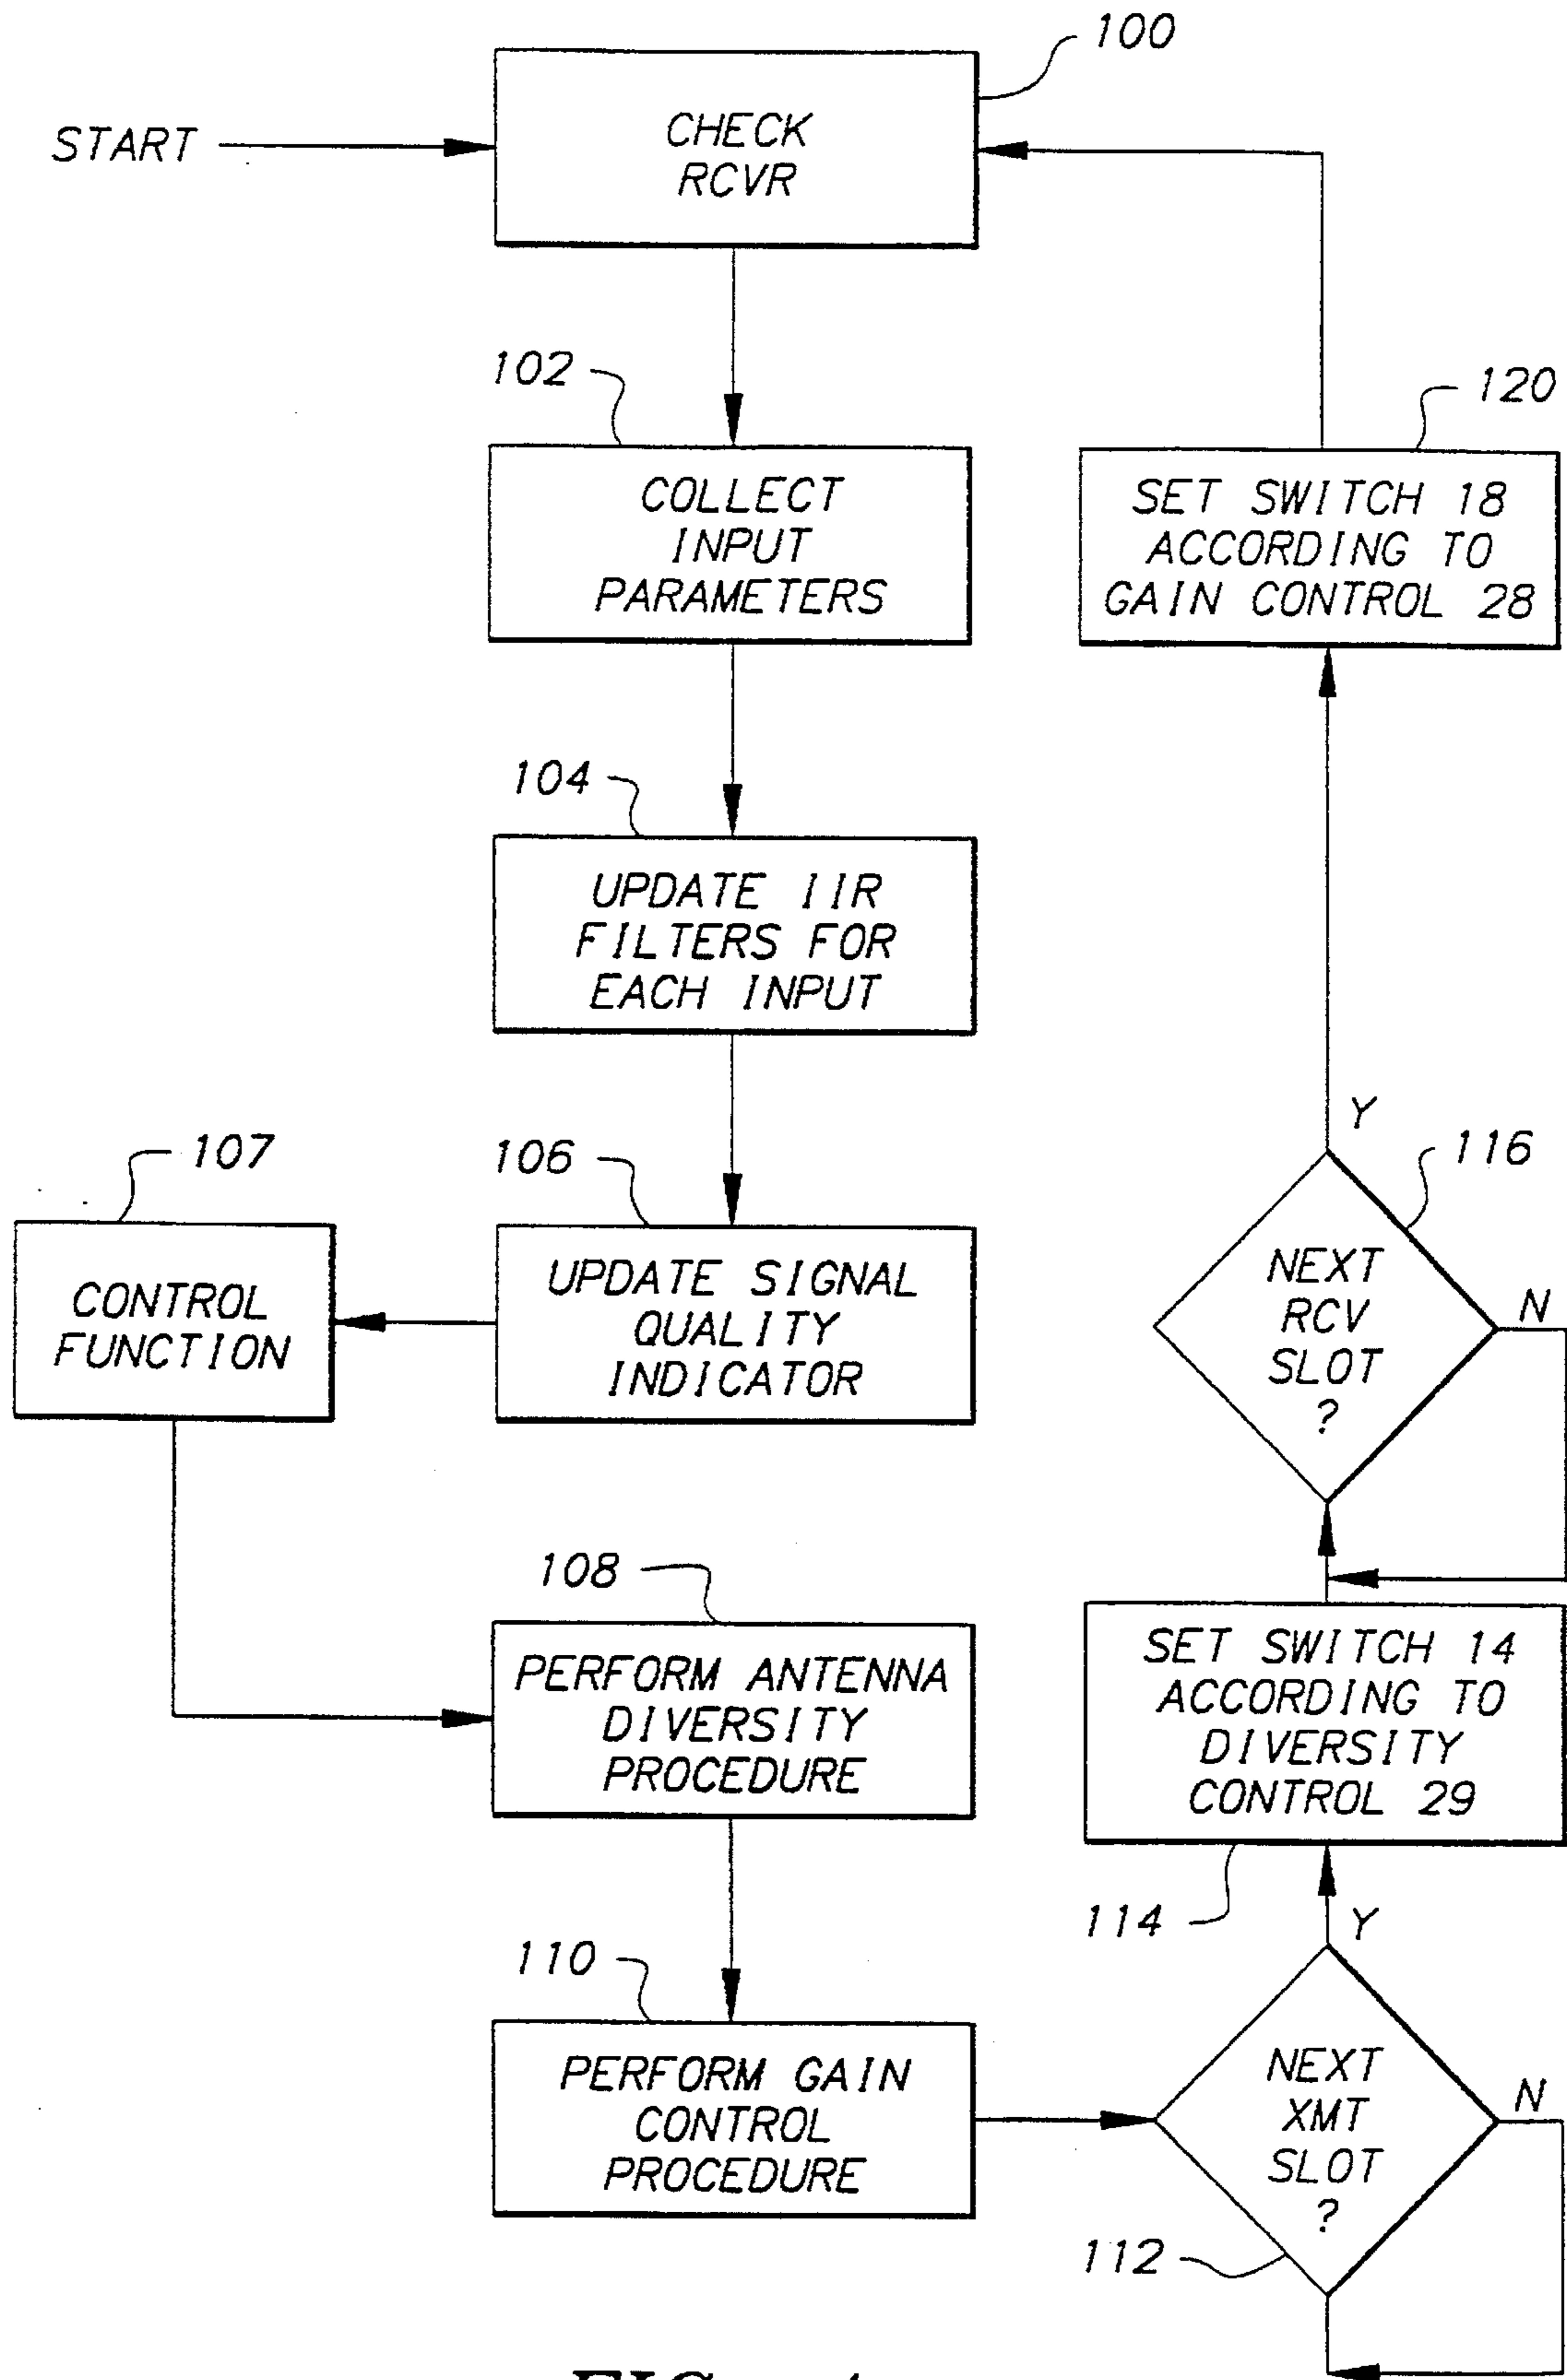 100
START
CHECK
RCVR
102
COLLECT
INPUT
PARAMETERS
120
SET SWITCH 18
ACCORDING TO
GAIN CONTROL 28
104
UPDATE IIR
FILTERS FOR
EACH INPUT
107
CONTROL
FUNCTION
106
UPDATE SIGNAL
QUALITY
INDICATOR
Y
116
NEXT
RCV
SLOT
?
N
108
PERFORM ANTENNA
DIVERSITY
PROCEDURE
SET SWITCH 14
ACCORDING TO
DIVERSITY
CONTROL 29
114
Y
110
PERFORM GAIN
CONTROL
PROCEDURE
NEXT
XMT
SLOT
?
N
112